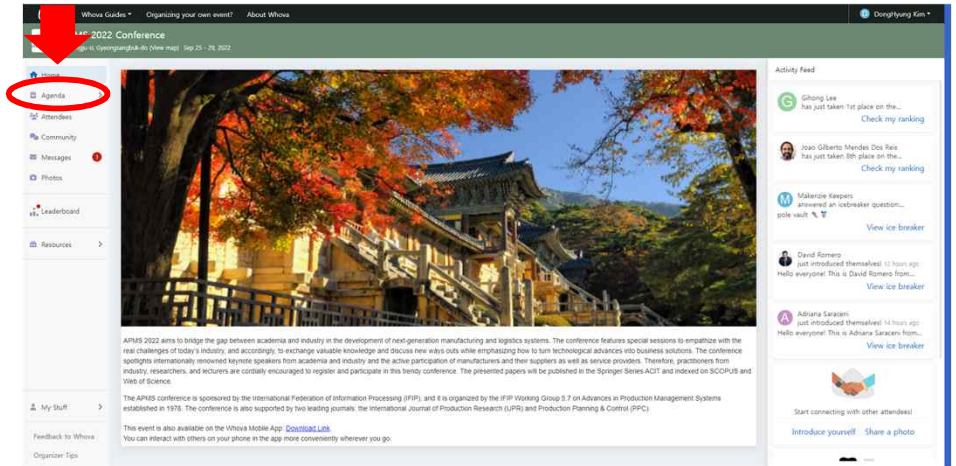 Whova Guides Organizing your own event? About Whova
DongHyung Kim
2022 Conference
Gyeongsangbuk-do (View map) Sep 25 - 29, 2022
Home
Agenda
Attendees
Community
Messages
Photos
Leaderboard
Resources
My Stuff
Feedback to Whova
Organizer Tips
APMS 2022 aims to bridge the gap between academia and industry in the development of next-generation manufacturing and logistics systems. The conference features special sessions to empathize with the
real challenges of today's industry, and accordingly, to exchange valuable knowledge and discuss new ways outs while emphasizing how to turn technological advances into business solutions. The conference
spotlights internationally renowned keynote speakers from academia and industry and the active participation of manufacturers and their suppliers as well as service providers. Therefore, practitioners from
industry, researchers, and lecturers are cordially encouraged to register and participate in this trendy conference. The presented papers will be published in the Springer Series ACIT and indexed on SCOPUS and
Web of Science.
The APMS conference is sponsored by the International Federation of Information Processing (IFIP), and it is organized by the IFIP Working Group 5.7 on Advances in Production Management Systems
established in 1978. The conference is also supported by two leading journals: the International Journal of Production Research (IJPR) and Production Planning & Control (PPC).
This event is also available on the Whova Mobile App: Download Link.
You can interact with others on your phone in the app more conveniently wherever you go.
Activity Feed
G
Gihong Lee
has just taken 1st place on the...
Check my ranking
Joao Gilberto Mendes Dos Reis
has just taken 8th place on the...
Check my ranking
M
Makenzie Keepers
answered an icebreaker question:...
pole vault
View ice breaker
David Romero
just introduced themselves! 12 hours ago
Hello everyone! This is David Romero from...
View ice breaker
A
Adriana Saraceni
just introduced themselves! 14 hours ago
Hello everyone! This is Adriana Saraceni from...
View ice breaker
Start connecting with other attendees!
Introduce yourself Share a photo